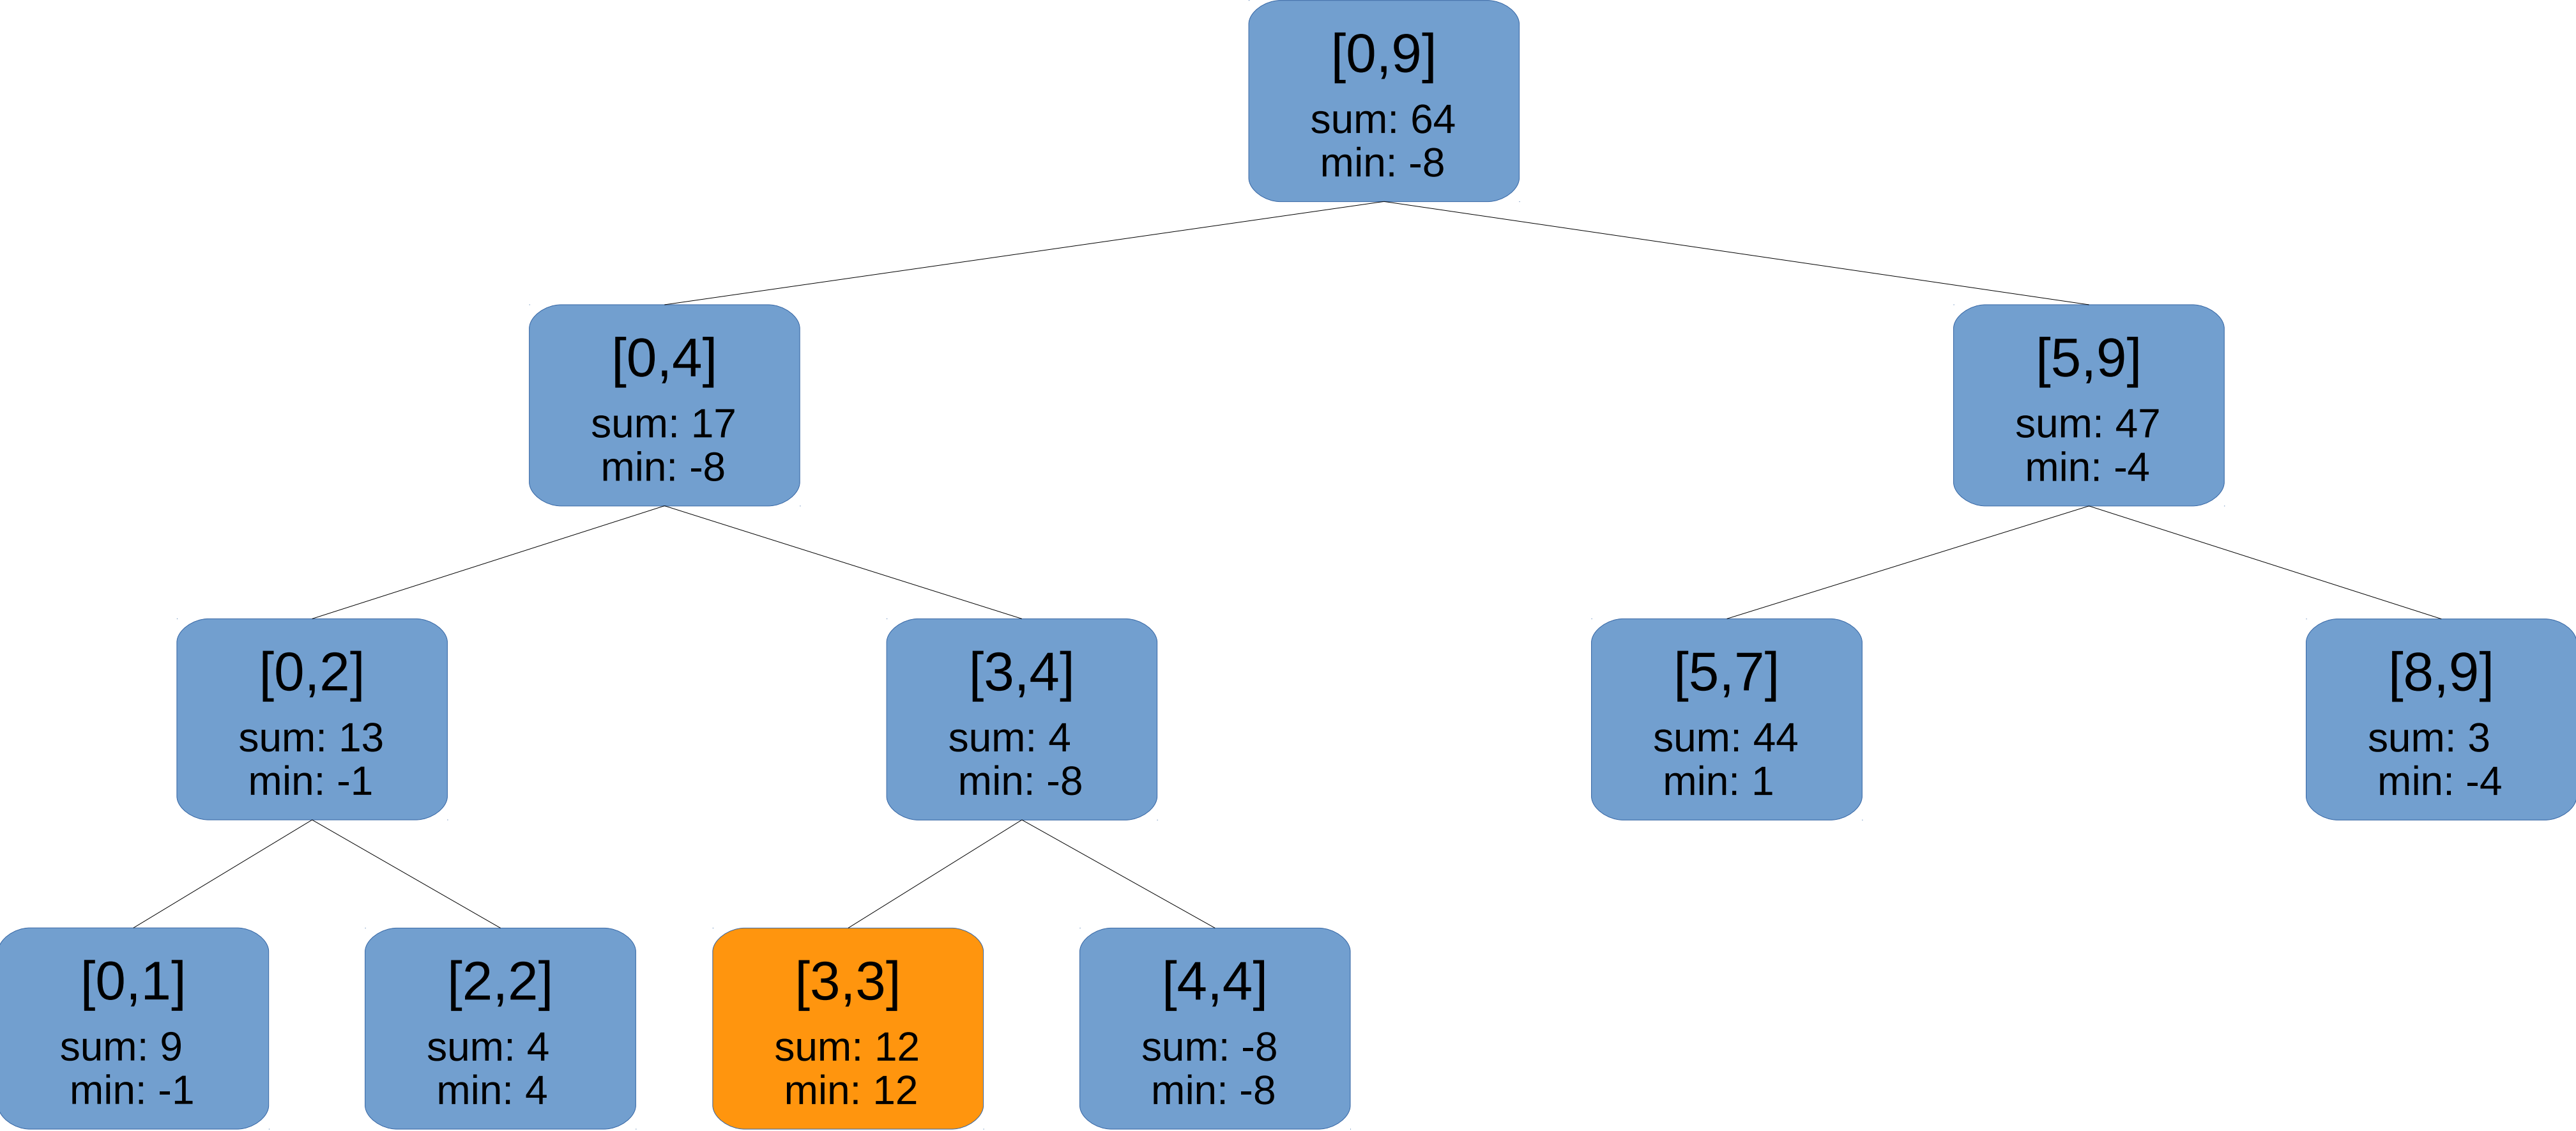 [0,9]
sum: 64
min: -8
[0,4]
sum: 17
min: -8
[5,9]
sum: 47
min: -4
[0,2]
sum: 13
min: -1
[3,4]
sum: 4
min: -8
[5,7]
sum: 44
min: 1
[8,9]
sum: 3
min: -4
[0,1]
sum: 9
min: -1
[2,2]
sum: 4
min: 4
[3,3]
sum: 12
min: 12
[4,4]
sum: -8
min: -8